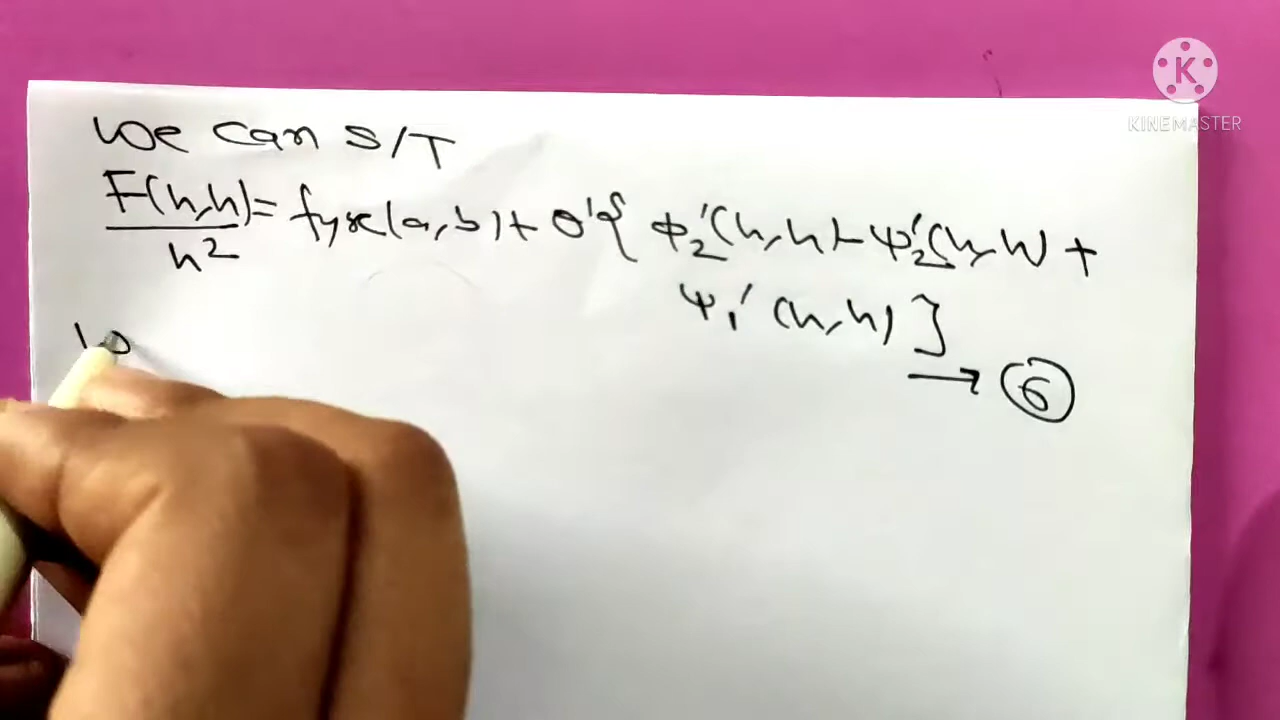 We can S/T
F(h,h)/h² = fyx(a,b) + θ'{ φ₂'(h,h) - ψ₂'(h,h) +
ψ₁'(h,h) ]
→ ⑥
K
KINEMASTER